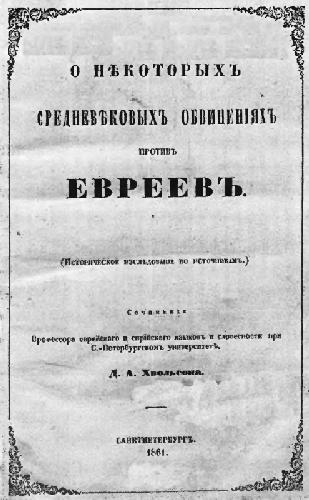 О НѢКОТОРЫХЪ
СРЕДНЕВѢКОВЫХЪ ОБВИНЕНІЯХЪ
ПРОТИВЪ
ЕВРЕЕВЪ.
(Историческое изслѣдованіе по источникамъ.)
Сочиненіе
Профессора еврейскаго и сирійскаго языковъ и словесности при
С.-Петербургскомъ университетѣ.
Д. А. Хвольсона.
САНКТПЕТЕРБУРГЪ.
1861.